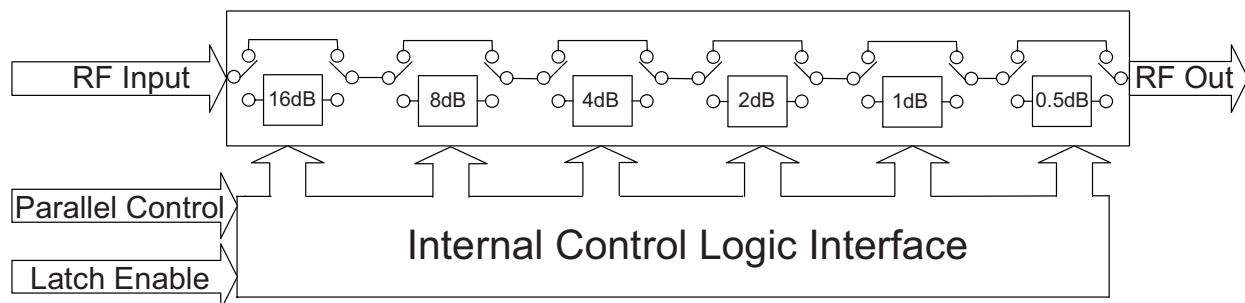 RF Input
16dB
8dB
4dB
2dB
1dB
0.5dB
RF Out
Parallel Control
Internal Control Logic Interface
Latch Enable